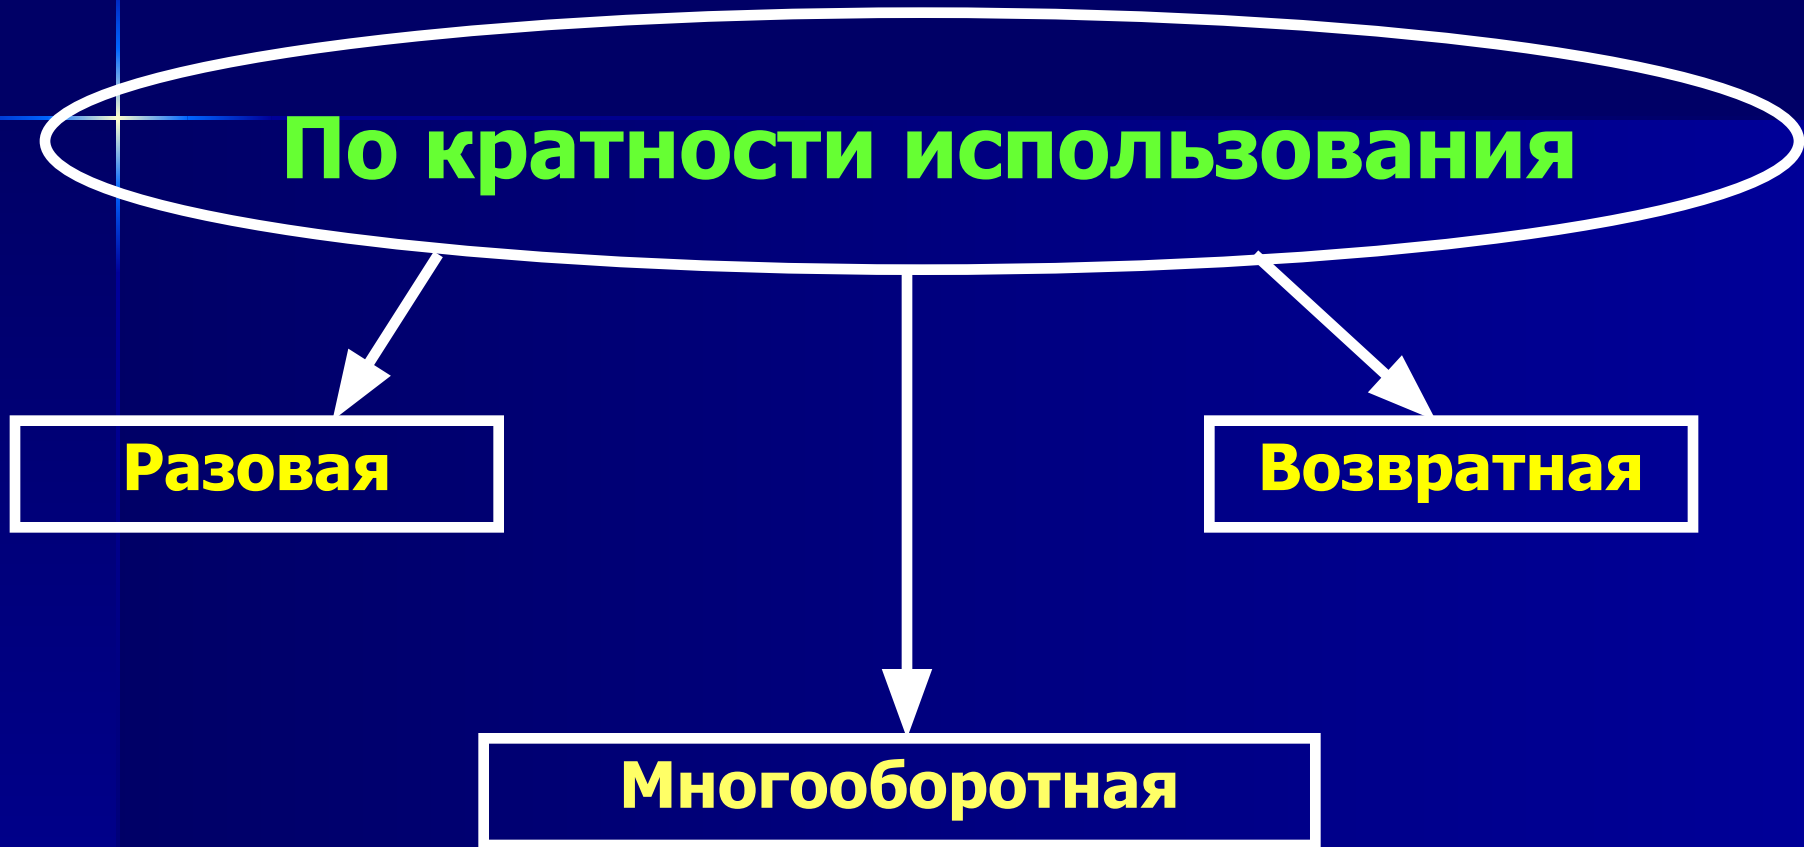 По кратности использования
Разовая
Возвратная
Многооборотная